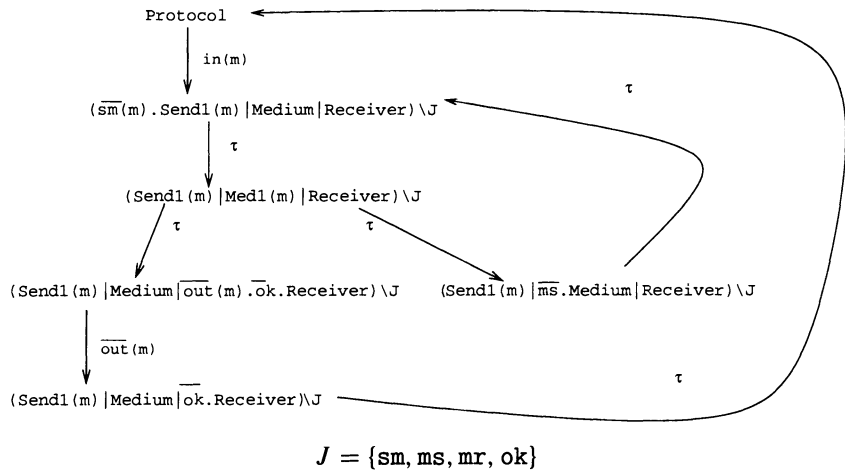 Protocol
in(m)
(s̅m̅(m).Send1(m)|Medium|Receiver)\J
τ
τ
(Send1(m)|Med1(m)|Receiver)\J
τ
τ
(Send1(m)|Medium|o̅u̅t̅(m).o̅k.Receiver)\J
(Send1(m)|m̅s̅.Medium|Receiver)\J
o̅u̅t̅(m)
τ
(Send1(m)|Medium|o̅k̅.Receiver)\J
J = {sm, ms, mr, ok}